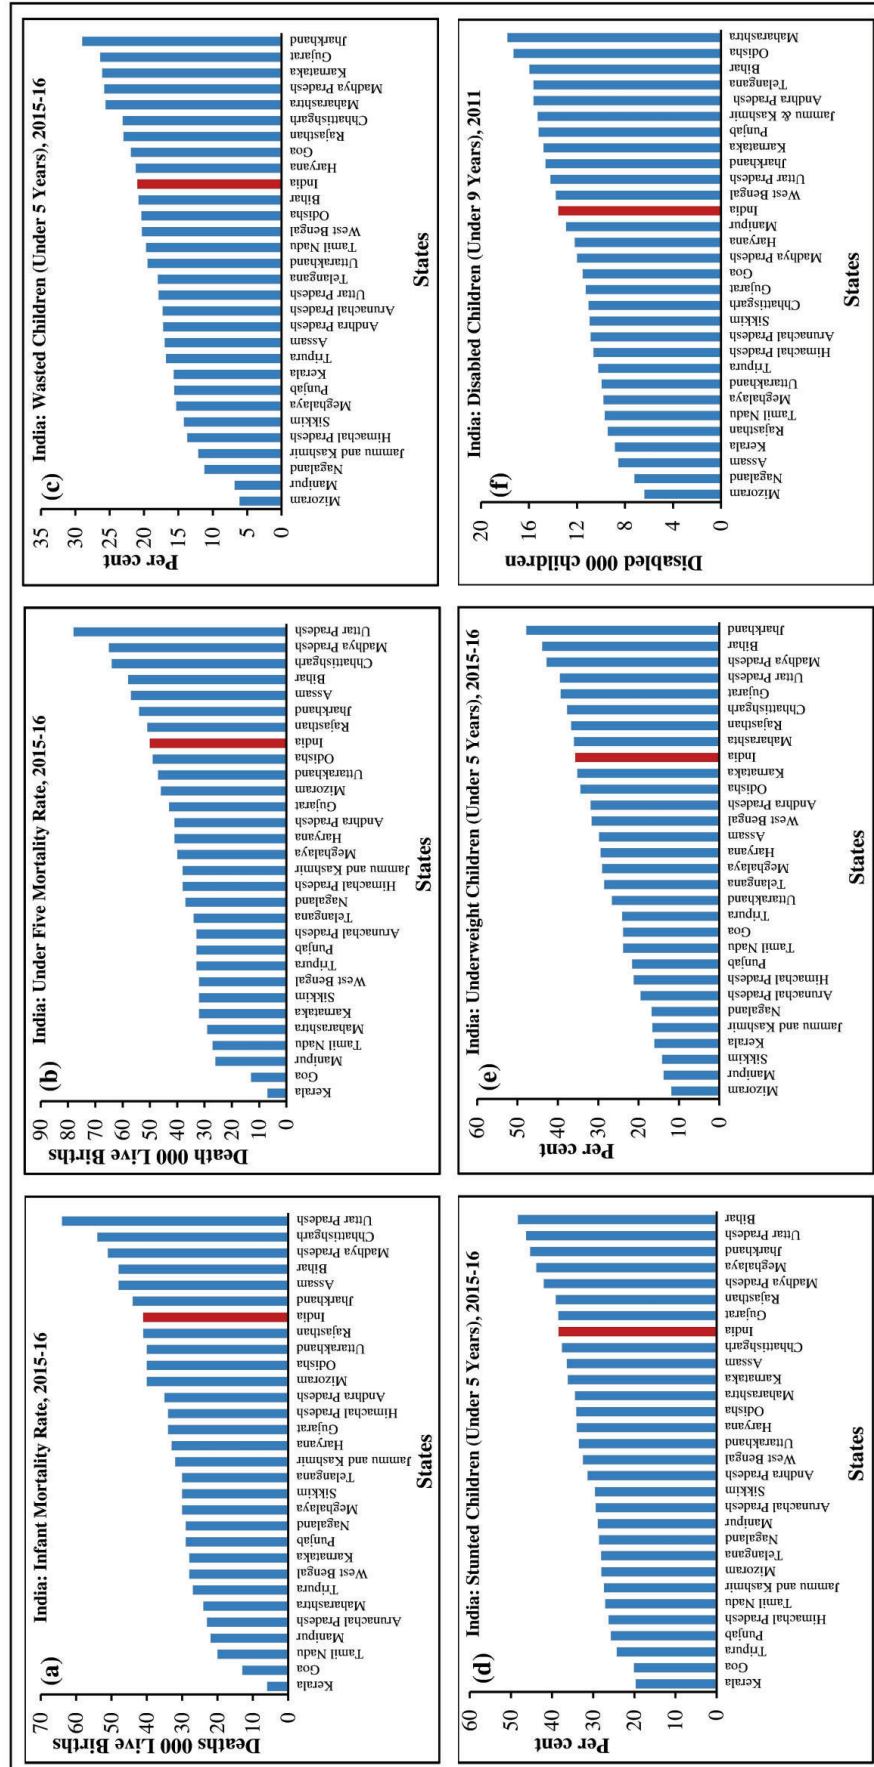 (a)
India: Infant Mortality Rate, 2015-16
Deaths 000 Live Births
70
60
50
40
30
20
10
0
Kerala
Goa
Tamil Nadu
Manipur
Arunachal Pradesh
Maharashtra
Tripura
West Bengal
Karnataka
Punjab
Nagaland
Meghalaya
Sikkim
Telangana
Jammu and Kashmir
Haryana
Gujarat
Himachal Pradesh
Andhra Pradesh
Mizoram
Odisha
Uttarakhand
Rajasthan
India
Jharkhand
Assam
Bihar
Madhya Pradesh
Chhattishgarh
Uttar Pradesh
States
(b)
India: Under Five Mortality Rate, 2015-16
Death 000 Live Births
90
80
70
60
50
40
30
20
10
0
Kerala
Goa
Manipur
Tamil Nadu
Maharashtra
Karnataka
Sikkim
West Bengal
Tripura
Punjab
Arunachal Pradesh
Telangana
Nagaland
Himachal Pradesh
Jammu and Kashmir
Meghalaya
Haryana
Andhra Pradesh
Gujarat
Mizoram
Uttarakhand
Odisha
India
Rajasthan
Jharkhand
Assam
Bihar
Chhattishgarh
Madhya Pradesh
Uttar Pradesh
States
(c)
India: Wasted Children (Under 5 Years), 2015-16
Per cent
35
30
25
20
15
10
5
0
Mizoram
Manipur
Nagaland
Jammu and Kashmir
Himachal Pradesh
Sikkim
Meghalaya
Punjab
Kerala
Tripura
Assam
Andhra Pradesh
Arunachal Pradesh
Uttar Pradesh
Telangana
Uttarakhand
Tamil Nadu
West Bengal
Odisha
Bihar
India
Haryana
Goa
Rajasthan
Chhattishgarh
Maharashtra
Madhya Pradesh
Karnataka
Gujarat
Jharkhand
States
(d)
India: Stunted Children (Under 5 Years), 2015-16
Per cent
60
50
40
30
20
10
0
Kerala
Goa
Tripura
Punjab
Himachal Pradesh
Tamil Nadu
Jammu and Kashmir
Mizoram
Telangana
Nagaland
Manipur
Arunachal Pradesh
Sikkim
Andhra Pradesh
West Bengal
Uttarakhand
Haryana
Odisha
Maharashtra
Karnataka
Assam
Chhattishgarh
India
Gujarat
Rajasthan
Madhya Pradesh
Meghalaya
Jharkhand
Uttar Pradesh
Bihar
States
(e)
India: Underweight Children (Under 5 Years), 2015-16
Per cent
60
50
40
30
20
10
0
Mizoram
Manipur
Sikkim
Kerala
Jammu and Kashmir
Nagaland
Arunachal Pradesh
Himachal Pradesh
Punjab
Tamil Nadu
Goa
Tripura
Uttarakhand
Telangana
Meghalaya
Haryana
Assam
West Bengal
Andhra Pradesh
Odisha
Karnataka
India
Maharashta
Rajasthan
Chhattishgarh
Gujarat
Uttar Pradesh
Madhya Pradesh
Bihar
Jharkhand
States
(f)
India: Disabled Children (Under 9 Years), 2011
Disabled 000 children
20
16
12
8
4
0
Mizoram
Nagaland
Assam
Kerala
Rajasthan
Tamil Nadu
Meghalaya
Uttarakhand
Tripura
Himachal Pradesh
Arunachal Pradesh
Sikkim
Chhattisgarh
Gujarat
Goa
Madhya Pradesh
Haryana
Manipur
India
West Bengal
Uttar Pradesh
Jharkhand
Karnataka
Punjab
Jammu & Kashmir
Andhra Pradesh
Telangana
Bihar
Odisha
Maharashtra
States